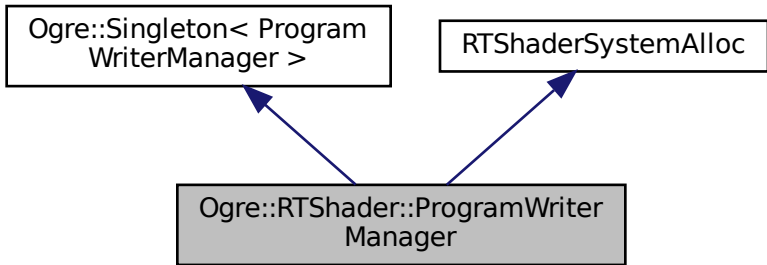 Ogre::Singleton< Program
WriterManager >
RTShaderSystemAlloc
Ogre::RTShader::ProgramWriter
Manager